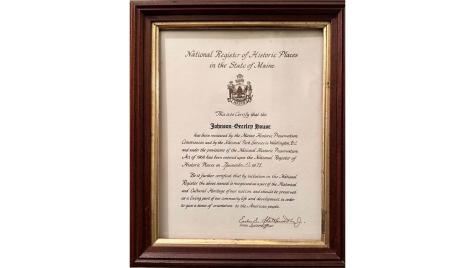 National Register of Historic Places
in the State of Maine
This is to Certify that the
Johnson-Greeley House
has been reviewed by the Maine Historic Preservation
Commission and by the National Park Service in Washington, D.C.
and under the provisions of the National Historic Preservation
Act of 1966 has been entered upon the National Register of
Historic Places on
Be it further certified, that by initiation in the National
Register the above named is recognized as a part of the Historical
and Cultural Heritage of our nation and should be preserved
as a living part of our community life and development in order
to give a sense of orientation to the American people.